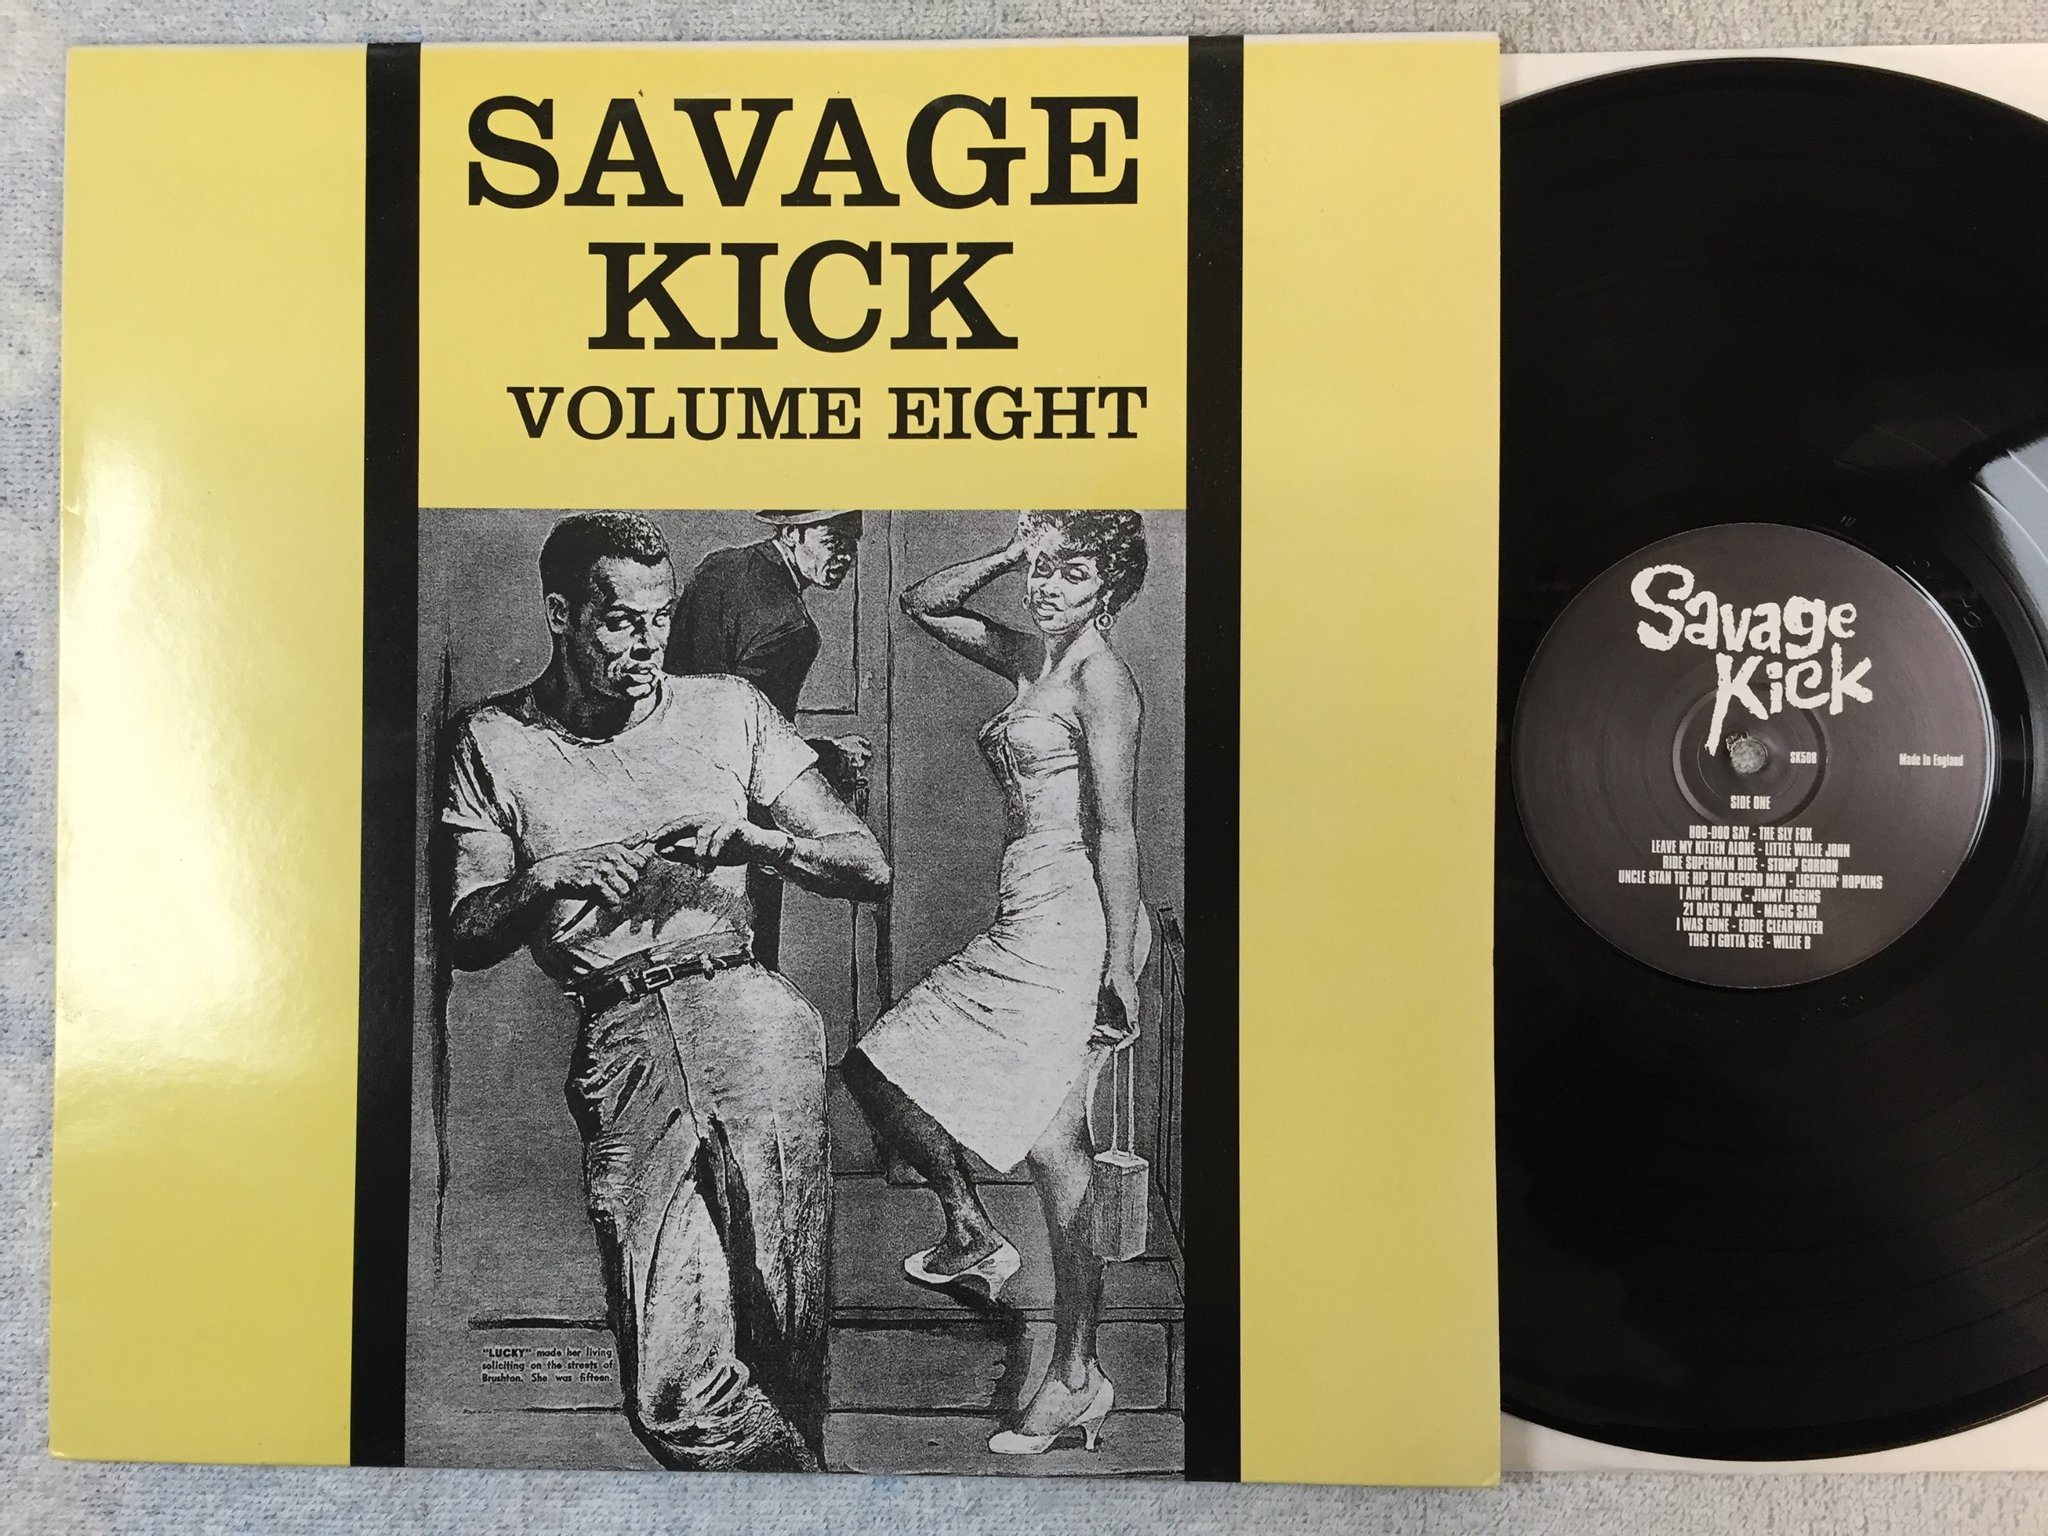 SAVAGE
KICK
VOLUME EIGHT
"LUCKY" made her living
soliciting on the streets of
Brushton. She was fifteen.
Savage
Kick
SK508
Made In England
SIDE ONE
HOO-DOO SAY - THE SLY FOX
LEAVE MY KITTEN ALONE - LITTLE WILLIE JOHN
RIDE SUPERMAN RIDE - STOMP GORDON
UNCLE STAN THE HIP HIT RECORD MAN - LIGHTNIN' HOPKINS
I AIN'T DRUNK - JIMMY LIGGINS
21 DAYS IN JAIL - MAGIC SAM
I WAS GONE - EDDIE CLEARWATER
THIS I GOTTA SEE - WILLIE B